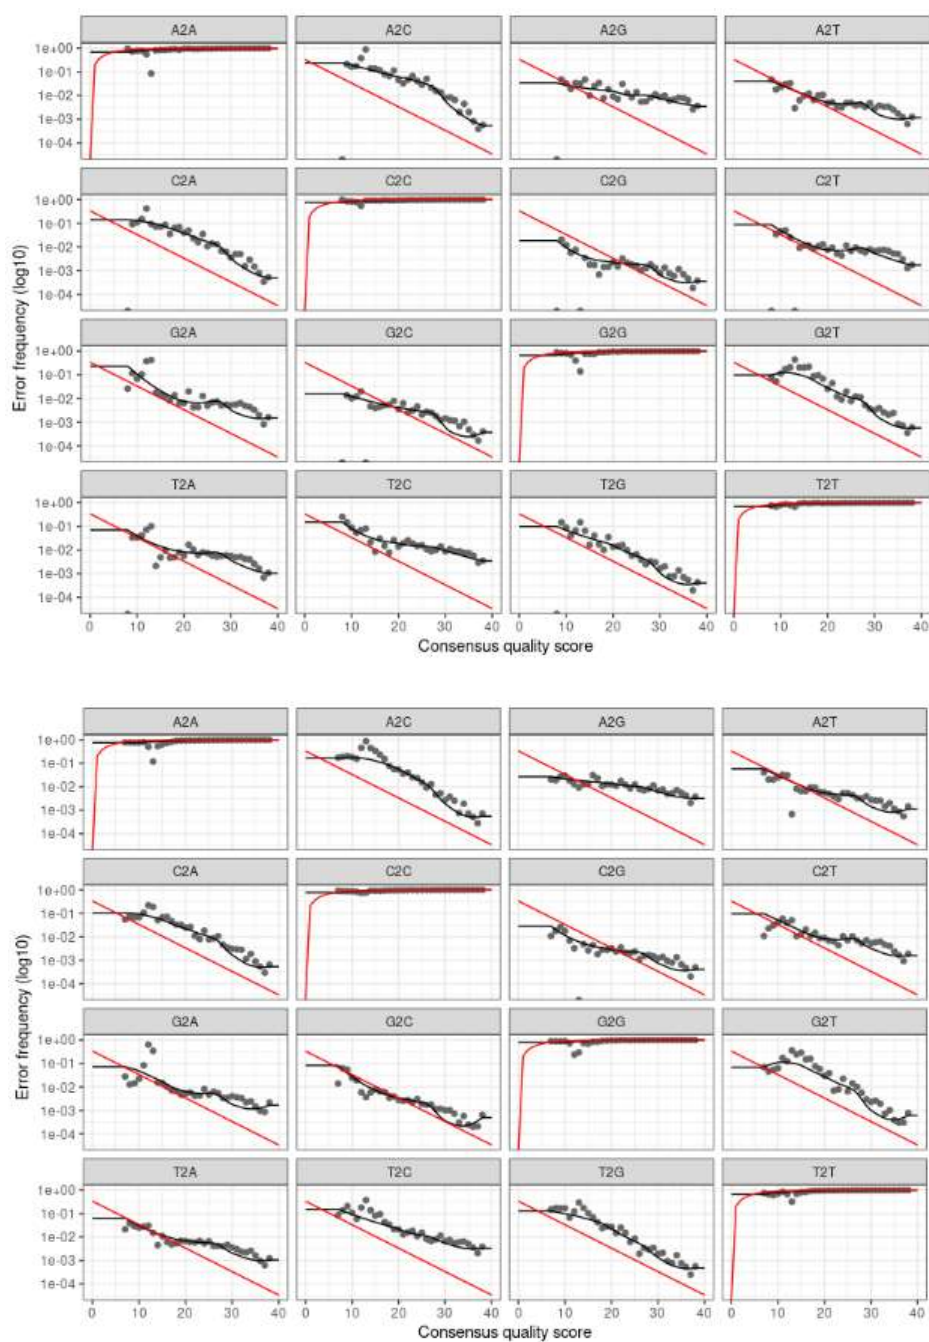 A2A A2C A2G A2T
1e+00
1e-01
1e-02
1e-03
1e-04
C2A C2C C2G C2T
1e+00
1e-01
1e-02
1e-03
1e-04
G2A G2C G2G G2T
1e+00
1e-01
1e-02
1e-03
1e-04
T2A T2C T2G T2T
1e+00
1e-01
1e-02
1e-03
1e-04
0 10 20 30 40 0 10 20 30 40 0 10 20 30 40 0 10 20 30 40
Error frequency (log10)
Consensus quality score
A2A A2C A2G A2T
1e+00
1e-01
1e-02
1e-03
1e-04
C2A C2C C2G C2T
1e+00
1e-01
1e-02
1e-03
1e-04
G2A G2C G2G G2T
1e+00
1e-01
1e-02
1e-03
1e-04
T2A T2C T2G T2T
1e+00
1e-01
1e-02
1e-03
1e-04
0 10 20 30 40 0 10 20 30 40 0 10 20 30 40 0 10 20 30 40
Error frequency (log10)
Consensus quality score